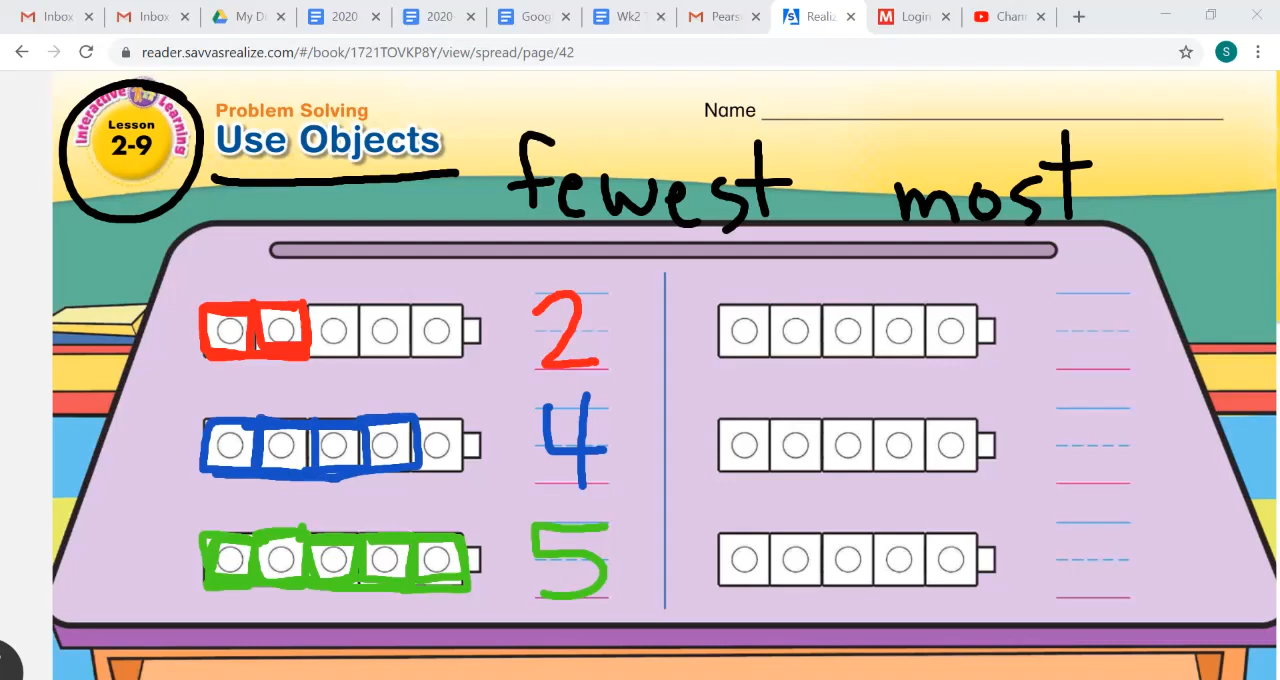 Inbox Inbox My Di 2020 2020- Goog Wk2 T Pears Realiz Login Chann
reader.savvasrealize.com/#/book/1721TOVKP8Y/view/spread/page/42 S
Interactive Learning
Lesson
2-9
Problem Solving
Use Objects
Name
fewest most
2
4
5